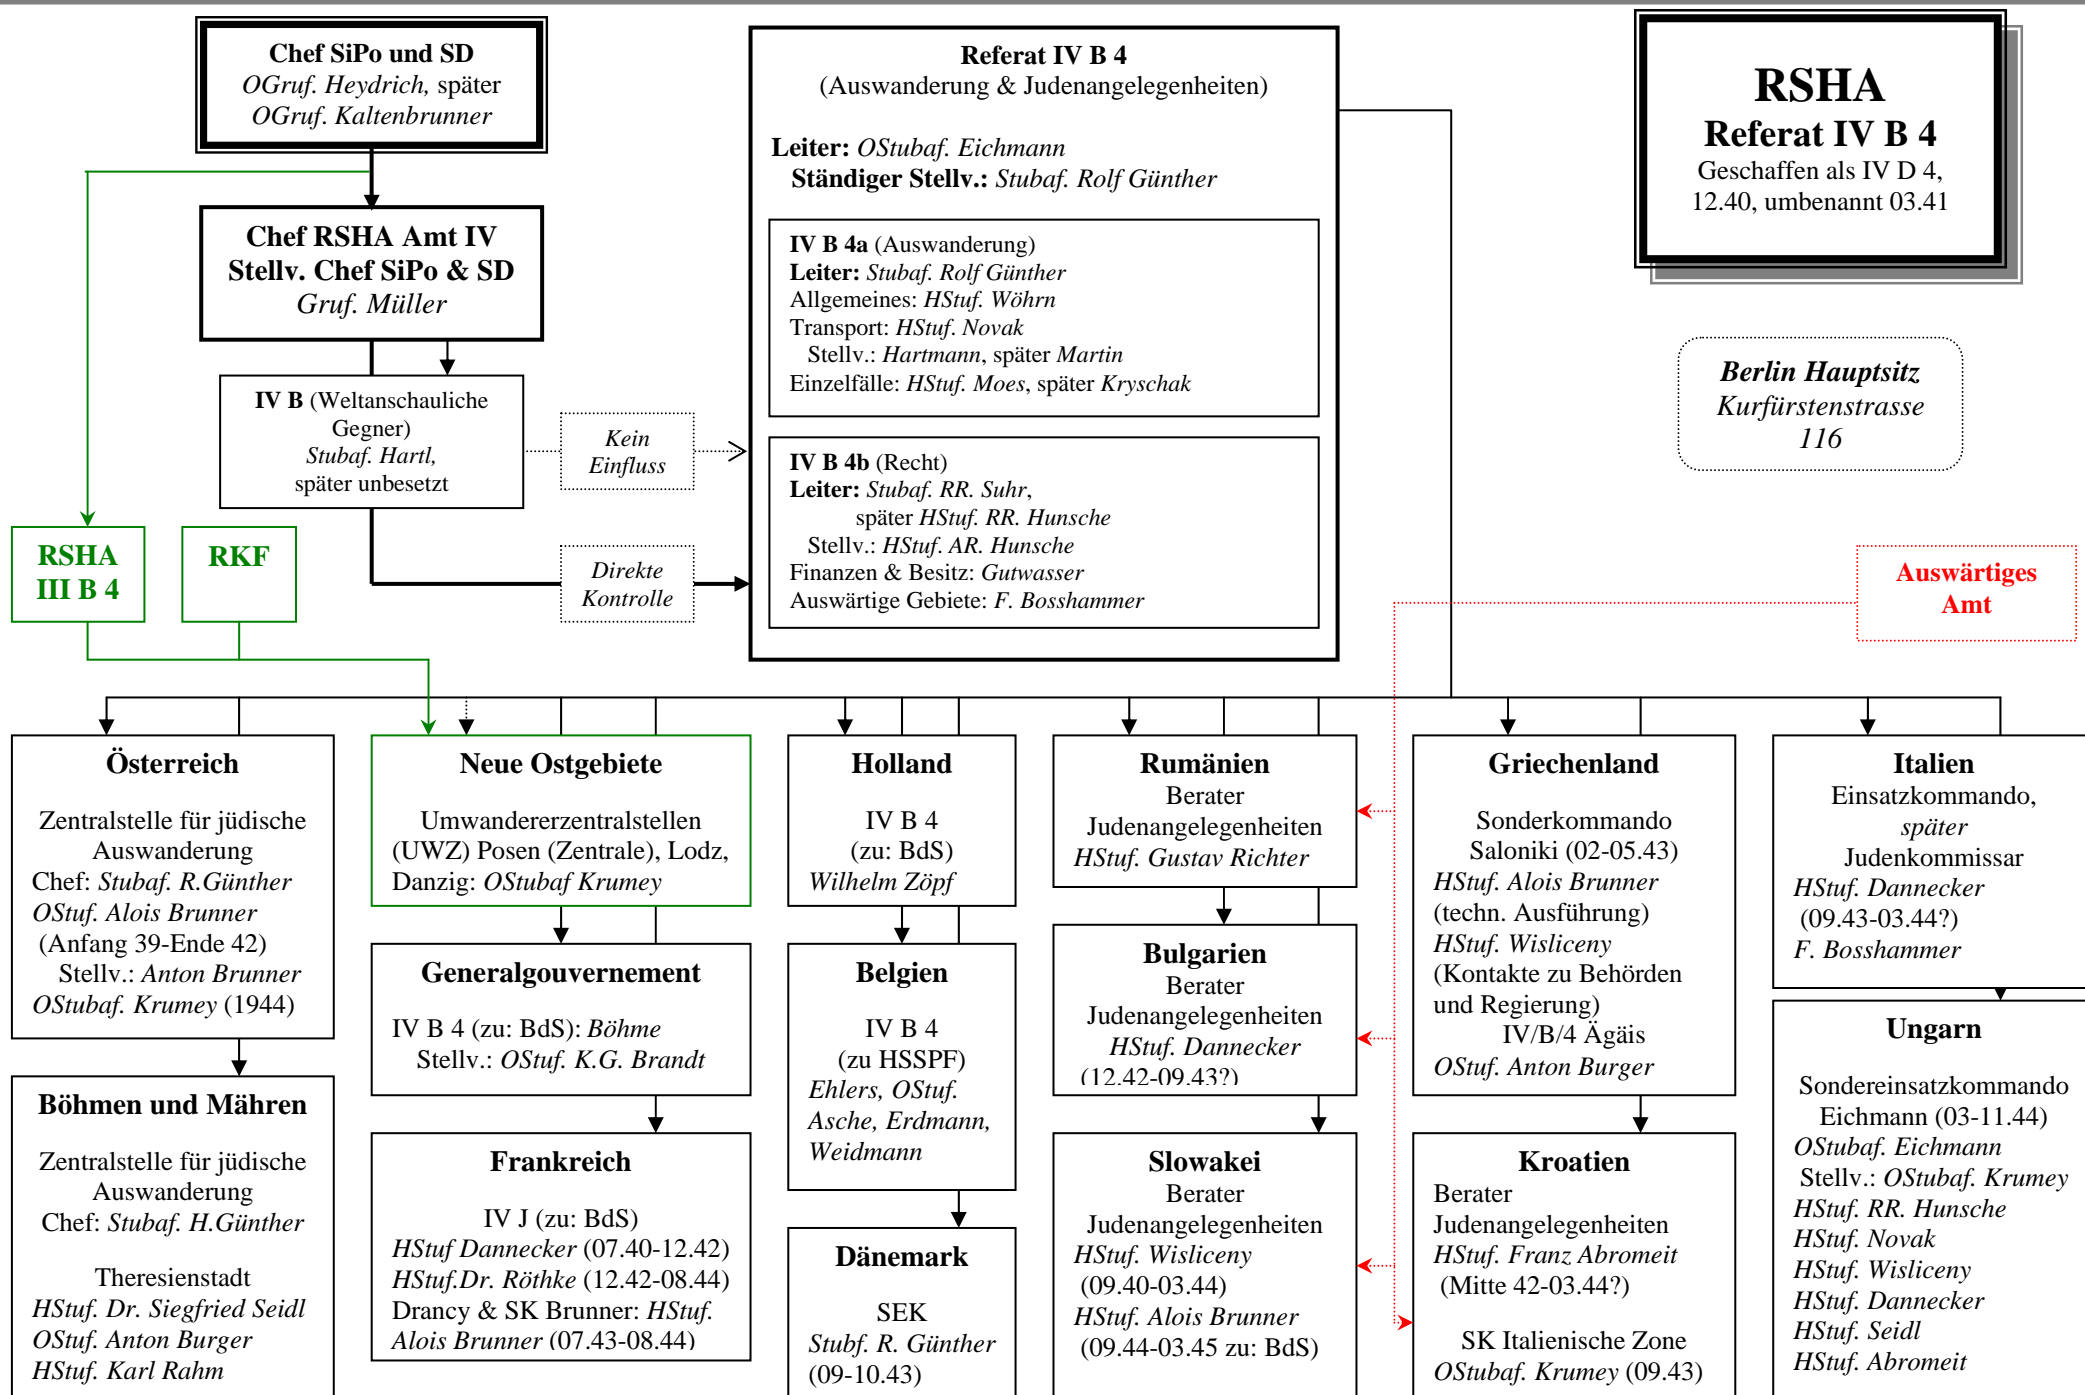 Chef SiPo und SD
OGruf. Heydrich, später
OGruf. Kaltenbrunner
Chef RSHA Amt IV
Stellv. Chef SiPo & SD
Gruf. Müller
IV B (Weltanschauliche
Gegner)
Stubaf. Hartl,
später unbesetzt
Kein
Einfluss
Direkte
Kontrolle
RSHA
III B 4
RKF
Referat IV B 4
(Auswanderung & Judenangelegenheiten)
Leiter: OStubaf. Eichmann
Ständiger Stellv.: Stubaf. Rolf Günther
IV B 4a (Auswanderung)
Leiter: Stubaf. Rolf Günther
Allgemeines: HStuf. Wöhrn
Transport: HStuf. Novak
Stellv.: Hartmann, später Martin
Einzelfälle: HStuf. Moes, später Kryschak
IV B 4b (Recht)
Leiter: Stubaf. RR. Suhr,
später HStuf. RR. Hunsche
Stellv.: HStuf. AR. Hunsche
Finanzen & Besitz: Gutwasser
Auswärtige Gebiete: F. Bosshammer
RSHA
Referat IV B 4
Geschaffen als IV D 4,
12.40, umbenannt 03.41
Berlin Hauptsitz
Kurfürstenstrasse
116
Auswärtiges
Amt
Österreich
Zentralstelle für jüdische
Auswanderung
Chef: Stubaf. R.Günther
OStuf. Alois Brunner
(Anfang 39-Ende 42)
Stellv.: Anton Brunner
OStubaf. Krumey (1944)
Böhmen und Mähren
Zentralstelle für jüdische
Auswanderung
Chef: Stubaf. H.Günther
Theresienstadt
HStuf. Dr. Siegfried Seidl
OStuf. Anton Burger
HStuf. Karl Rahm
Neue Ostgebiete
Umwandererzentralstellen
(UWZ) Posen (Zentrale), Lodz,
Danzig: OStubaf Krumey
Generalgouvernement
IV B 4 (zu: BdS): Böhme
Stellv.: OStuf. K.G. Brandt
Frankreich
IV J (zu: BdS)
HStuf Dannecker (07.40-12.42)
HStuf.Dr. Röthke (12.42-08.44)
Drancy & SK Brunner: HStuf.
Alois Brunner (07.43-08.44)
Holland
IV B 4
(zu: BdS)
Wilhelm Zöpf
Belgien
IV B 4
(zu HSSPF)
Ehlers, OStuf.
Asche, Erdmann,
Weidmann
Dänemark
SEK
Stubf. R. Günther
(09-10.43)
Rumänien
Berater
Judenangelegenheiten
HStuf. Gustav Richter
Bulgarien
Berater
Judenangelegenheiten
HStuf. Dannecker
(12.42-09.43?)
Slowakei
Berater
Judenangelegenheiten
HStuf. Wisliceny
(09.40-03.44)
HStuf. Alois Brunner
(09.44-03.45 zu: BdS)
Griechenland
Sonderkommando
Saloniki (02-05.43)
HStuf. Alois Brunner
(techn. Ausführung)
HStuf. Wisliceny
(Kontakte zu Behörden
und Regierung)
IV/B/4 Ägäis
OStuf. Anton Burger
Kroatien
Berater
Judenangelegenheiten
HStuf. Franz Abromeit
(Mitte 42-03.44?)
SK Italienische Zone
OStubaf. Krumey (09.43)
Italien
Einsatzkommando,
später
Judenkommissar
HStuf. Dannecker
(09.43-03.44?)
F. Bosshammer
Ungarn
Sondereinsatzkommando
Eichmann (03-11.44)
OStubaf. Eichmann
Stellv.: OStubaf. Krumey
HStuf. RR. Hunsche
HStuf. Novak
HStuf. Wisliceny
HStuf. Dannecker
HStuf. Seidl
HStuf. Abromeit